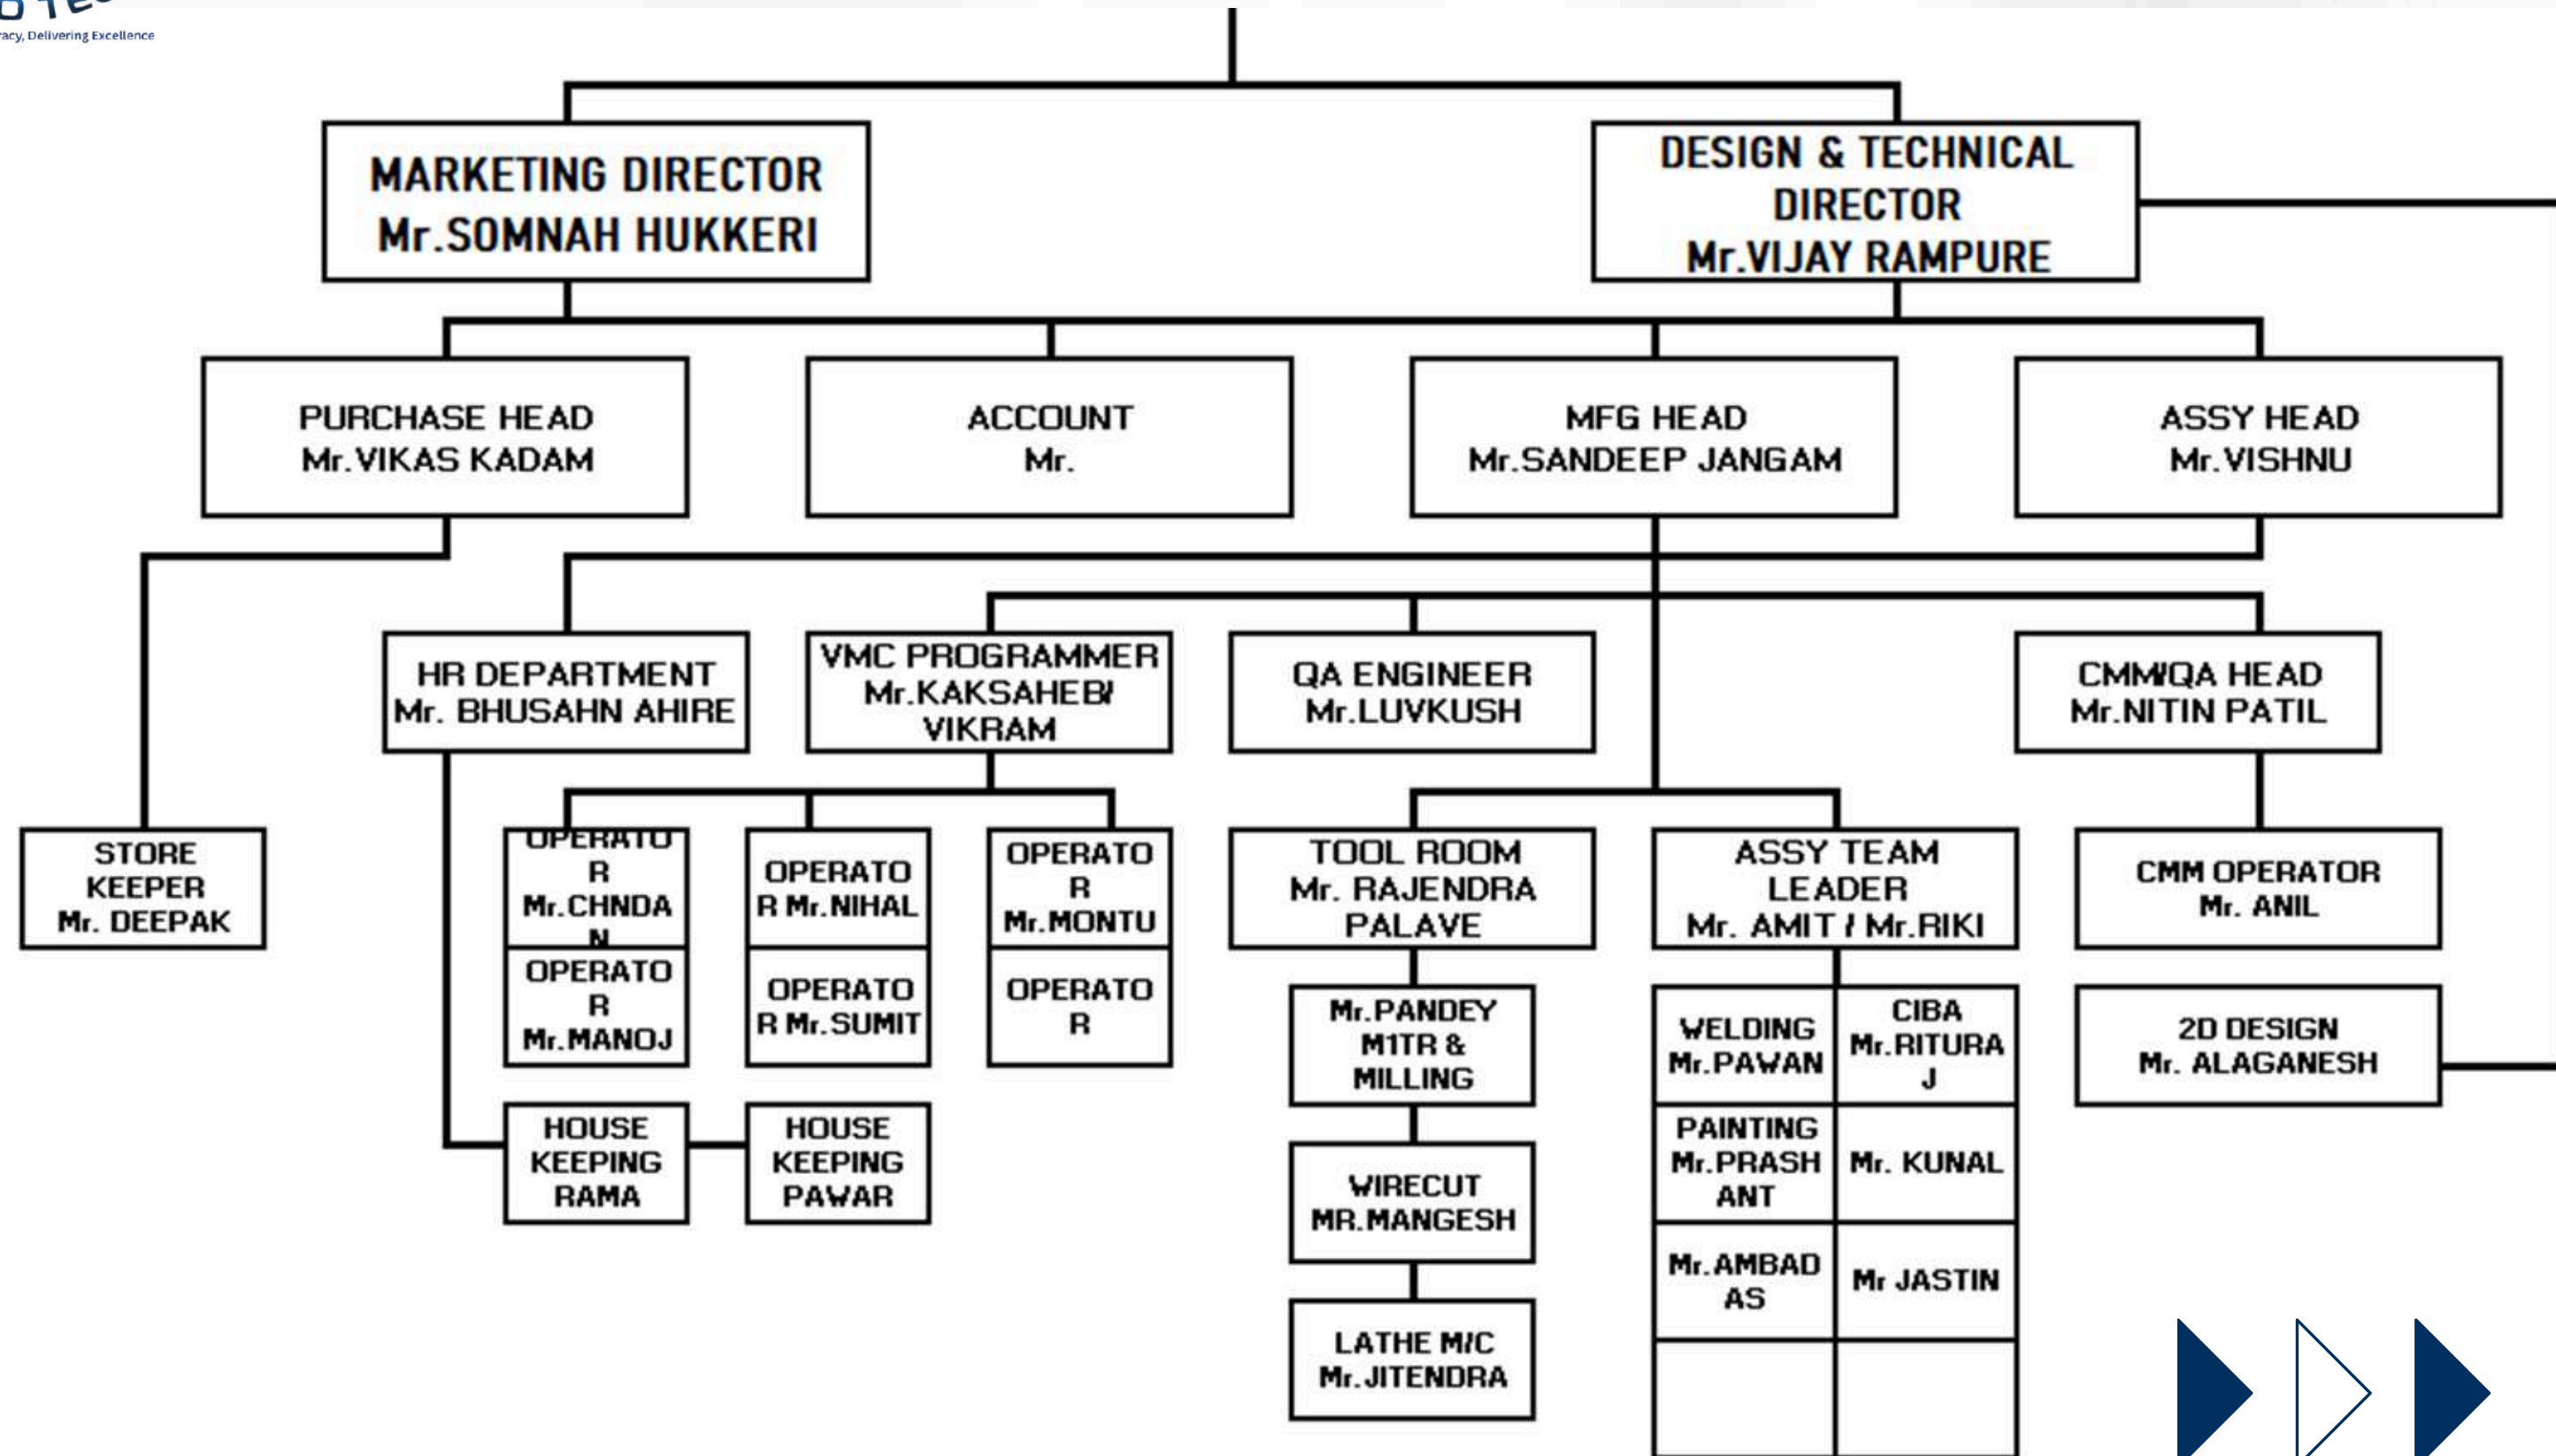 acy, Delivering Excellence
MARKETING DIRECTOR
Mr.SOMNAH HUKKERI
DESIGN & TECHNICAL
DIRECTOR
Mr.VIJAY RAMPURE
PURCHASE HEAD
Mr.VIKAS KADAM
ACCOUNT
Mr.
MFG HEAD
Mr.SANDEEP JANGAM
ASSY HEAD
Mr.VISHNU
HR DEPARTMENT
Mr. BHUSAHN AHIRE
VMC PROGRAMMER
Mr.KAKSAHEB/
VIKRAM
QA ENGINEER
Mr.LUVKUSH
CMM/QA HEAD
Mr.NITIN PATIL
STORE
KEEPER
Mr. DEEPAK
OPERATO
R
Mr.CHNDA
N
OPERATO
R Mr.NIHAL
OPERATO
R
Mr.MONTU
TOOL ROOM
Mr. RAJENDRA
PALAVE
ASSY TEAM
LEADER
Mr. AMIT / Mr.RIKI
CMM OPERATOR
Mr. ANIL
OPERATO
R
Mr.MANOJ
OPERATO
R Mr.SUMIT
OPERATO
R
Mr.PANDEY
M1TR &
MILLING
WELDING
Mr.PAWAN
CIBA
Mr.RITURA
J
2D DESIGN
Mr. ALAGANESH
HOUSE
KEEPING
RAMA
HOUSE
KEEPING
PAWAR
WIRECUT
MR.MANGESH
PAINTING
Mr.PRASH
ANT
Mr. KUNAL
Mr.AMBAD
AS
Mr JASTIN
LATHE M/C
Mr.JITENDRA